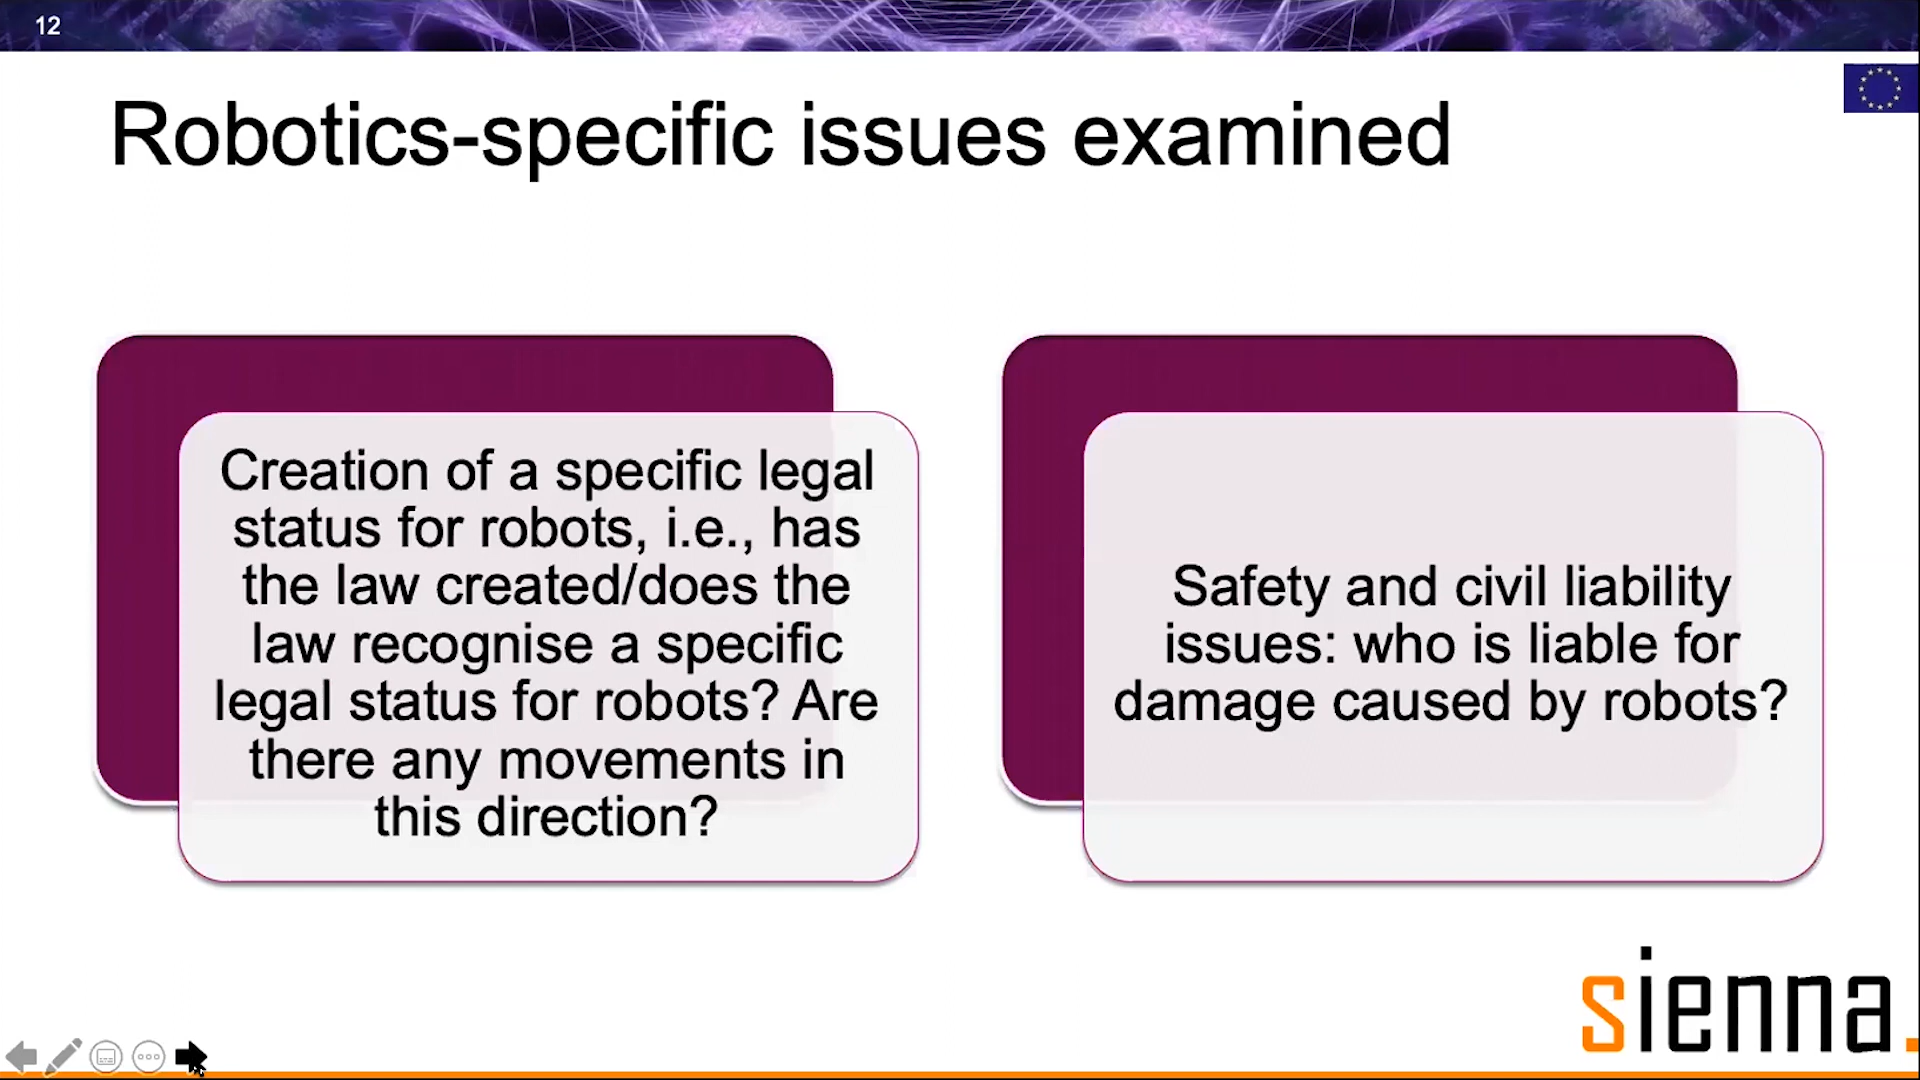 12
Robotics-specific issues examined
Creation of a specific legal
status for robots, i.e., has
the law created/does the
law recognise a specific
legal status for robots? Are
there any movements in
this direction?
Safety and civil liability
issues: who is liable for
damage caused by robots?
sienna.